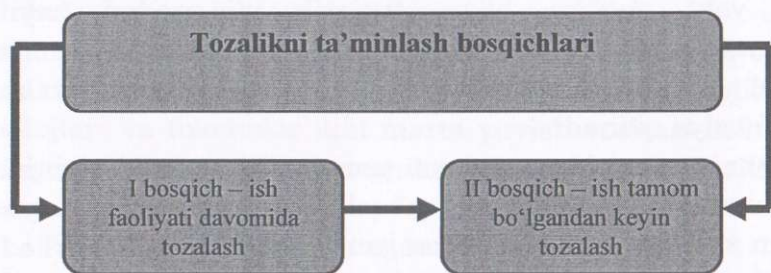 Tozalikni ta’minlash bosqichlari
I bosqich – ish
faoliyati davomida
tozalash
II bosqich – ish tamom
bo‘lgandan keyin
tozalash